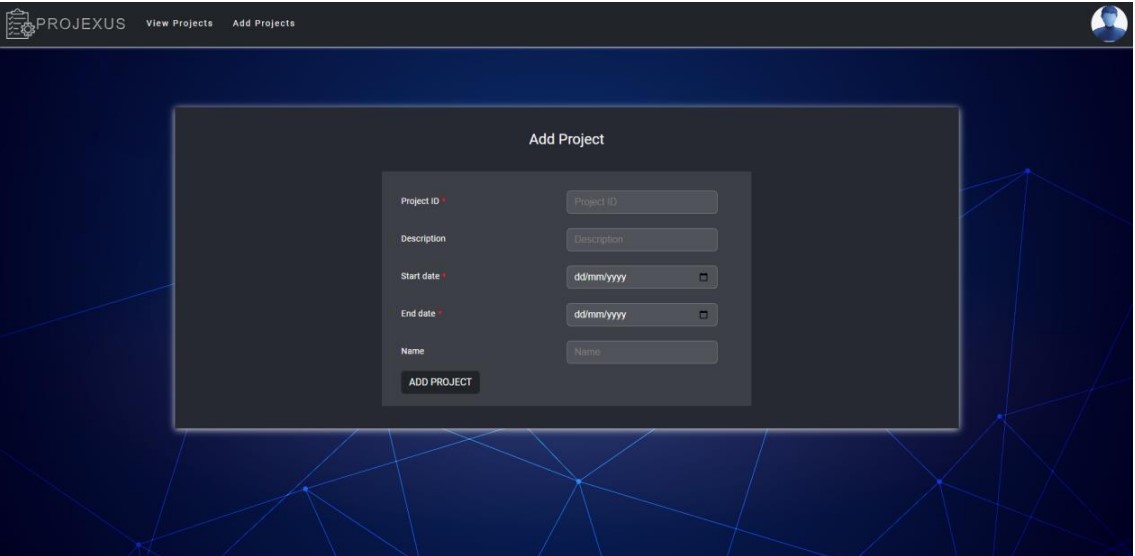 PROJEXUS View Projects Add Projects
Add Project
Project ID * Project ID
Description Description
Start date * dd/mm/yyyy
End date * dd/mm/yyyy
Name Name
ADD PROJECT